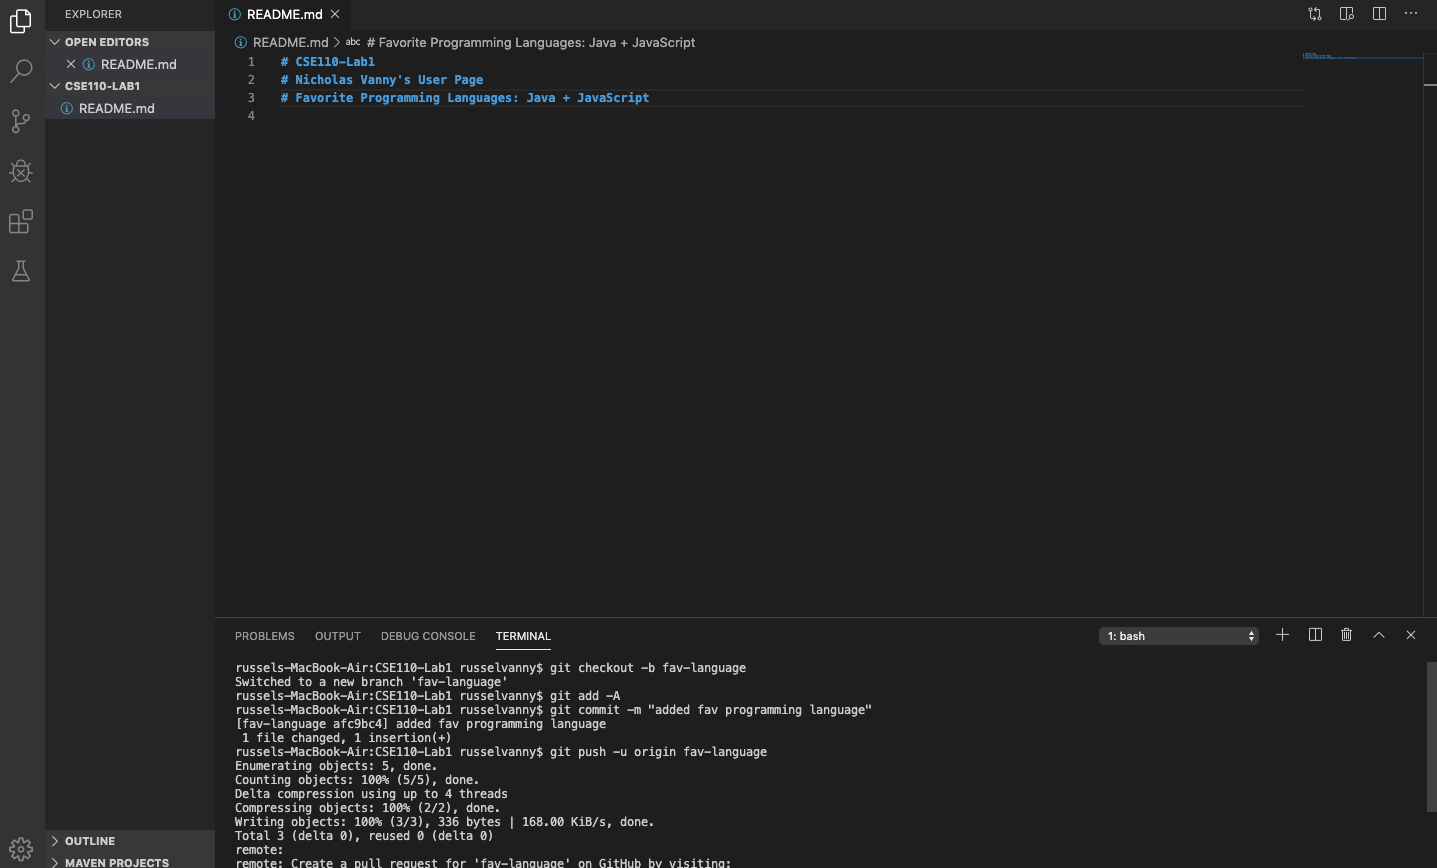 EXPLORER
OPEN EDITORS
README.md
CSE110-LAB1
README.md
OUTLINE
MAVEN PROJECTS
README.md
README.md > abc # Favorite Programming Languages: Java + JavaScript
1 # CSE110-Lab1
2 # Nicholas Vanny's User Page
3 # Favorite Programming Languages: Java + JavaScript
4
PROBLEMS OUTPUT DEBUG CONSOLE TERMINAL 1: bash
russels-MacBook-Air:CSE110-Lab1 russelvanny$ git checkout -b fav-language
Switched to a new branch 'fav-language'
russels-MacBook-Air:CSE110-Lab1 russelvanny$ git add -A
russels-MacBook-Air:CSE110-Lab1 russelvanny$ git commit -m "added fav programming language"
[fav-language afc9bc4] added fav programming language
1 file changed, 1 insertion(+)
russels-MacBook-Air:CSE110-Lab1 russelvanny$ git push -u origin fav-language
Enumerating objects: 5, done.
Counting objects: 100% (5/5), done.
Delta compression using up to 4 threads
Compressing objects: 100% (2/2), done.
Writing objects: 100% (3/3), 336 bytes | 168.00 KiB/s, done.
Total 3 (delta 0), reused 0 (delta 0)
remote:
remote: Create a pull request for 'fav-language' on GitHub by visiting: